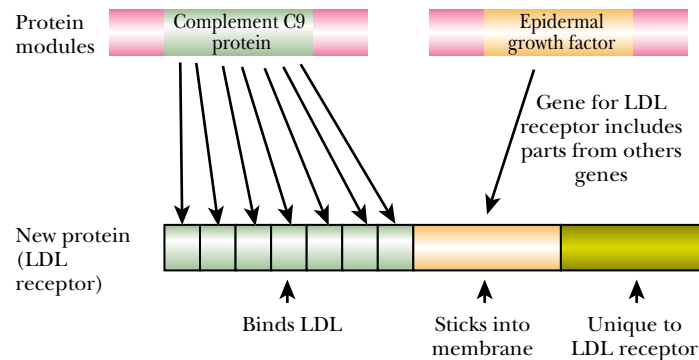 Protein
modules
Complement C9
protein
Epidermal
growth factor
Gene for LDL
receptor includes
parts from others
genes
New protein
(LDL
receptor)
Binds LDL
Sticks into
membrane
Unique to
LDL receptor